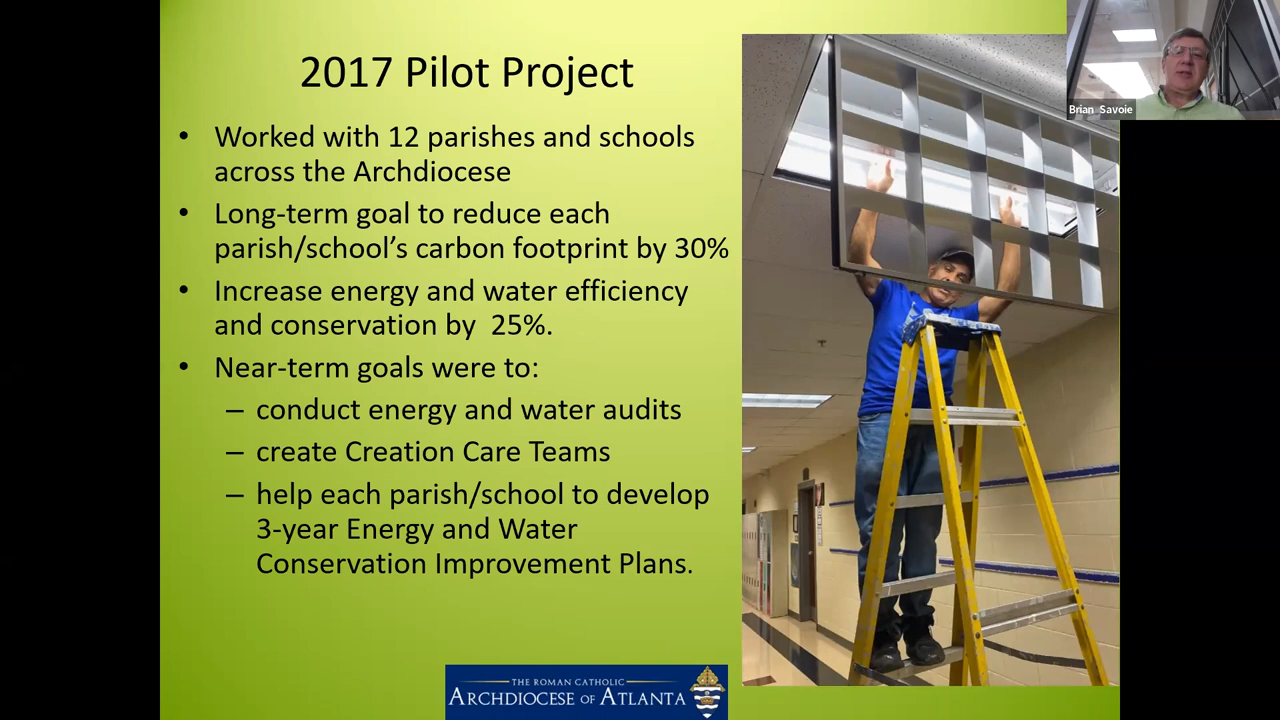 2017 Pilot Project
• Worked with 12 parishes and schools
across the Archdiocese
• Long-term goal to reduce each
parish/school’s carbon footprint by 30%
• Increase energy and water efficiency
and conservation by  25%.
• Near-term goals were to:
– conduct energy and water audits
– create Creation Care Teams
– help each parish/school to develop
3-year Energy and Water
Conservation Improvement Plans.
THE ROMAN CATHOLIC
ARCHDIOCESE OF ATLANTA
Brian Savoie